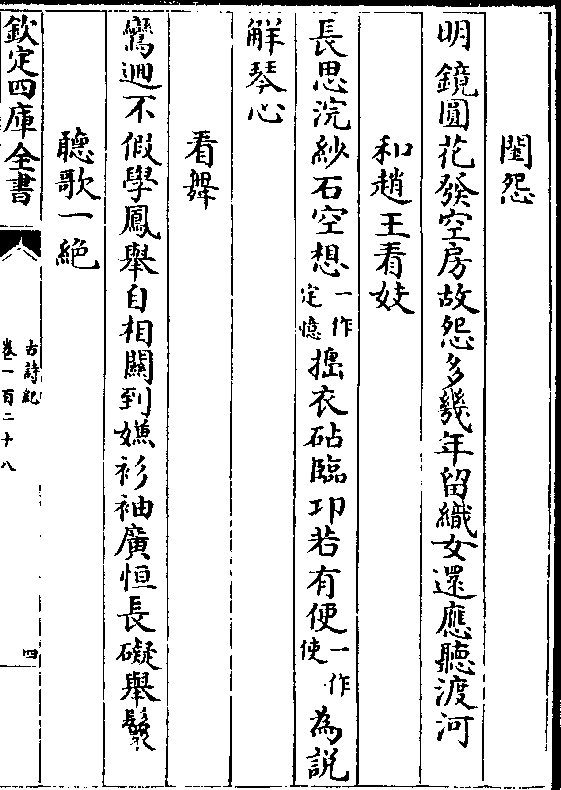 閨怨
明鏡圓花發空房故怨多幾年留織女還應聽渡河
和趙王看妓
長思浣紗石空想一作定憶擣衣砧臨邛若有便一作使為說
解琴心
看舞
鸞迴不假學鳳舉自相關到嫌衫袖廣恒長礙舉鬟
聽歌一絶
欽定四庫全書
古詩紀
卷一百二十八
四